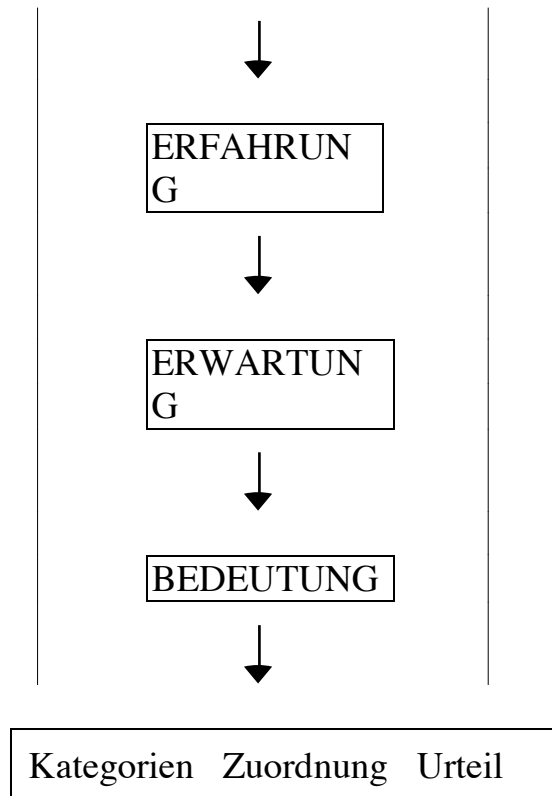 ERFAHRUN
G
ERWARTUN
G
BEDEUTUNG
Kategorien Zuordnung Urteil